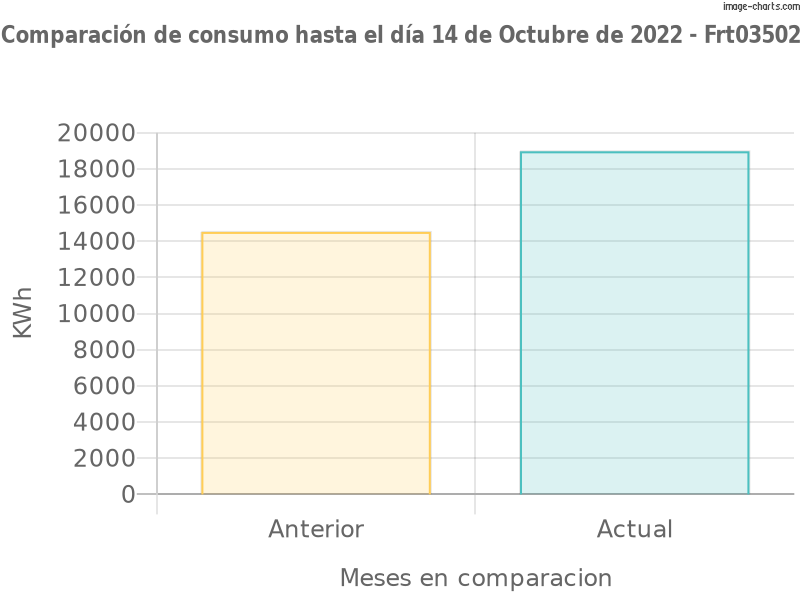 image-charts.com
Comparación de consumo hasta el día 14 de Octubre de 2022 - Frt03502
20000
18000
16000
14000
12000
10000
8000
6000
4000
2000
0
KWh
Anterior
Actual
Meses en comparacion